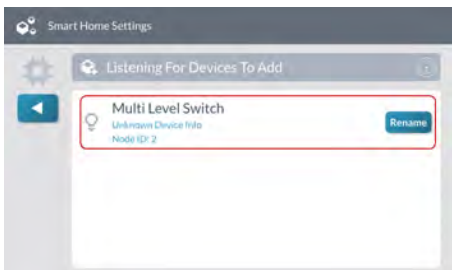 Smart Home Settings
Listening For Devices To Add
Multi Level Switch
Unknown Device Info
Node ID: 2
Rename